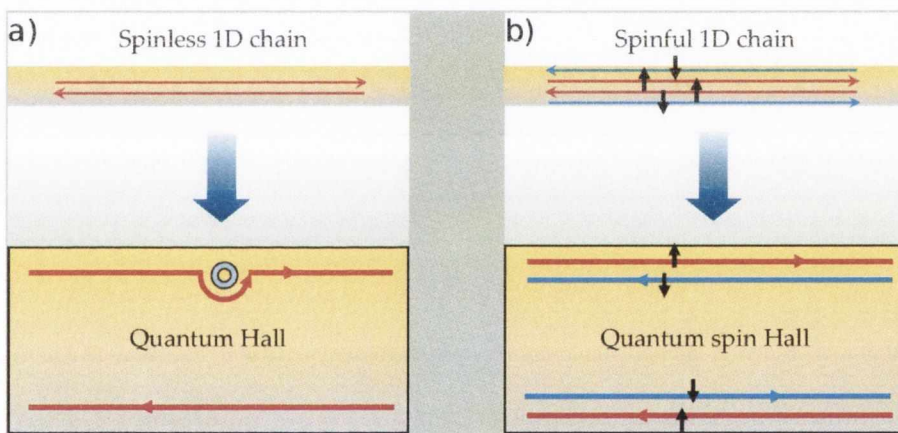 a)
Spinless 1D chain
Quantum Hall
b)
Spinful 1D chain
Quantum spin Hall